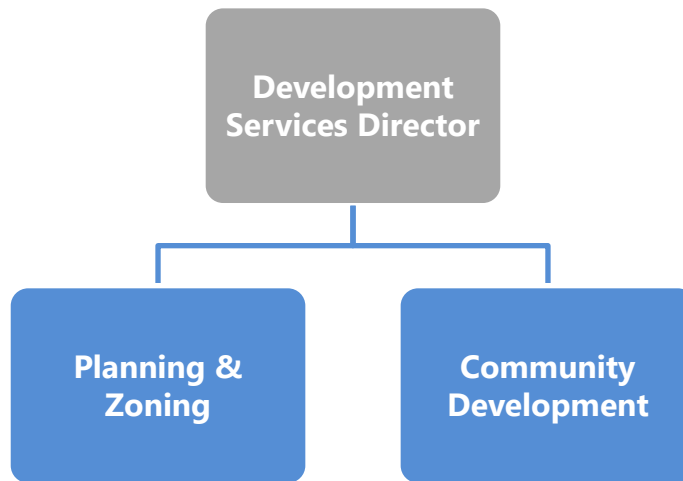 Development
Services Director
Planning &
Zoning
Community
Development